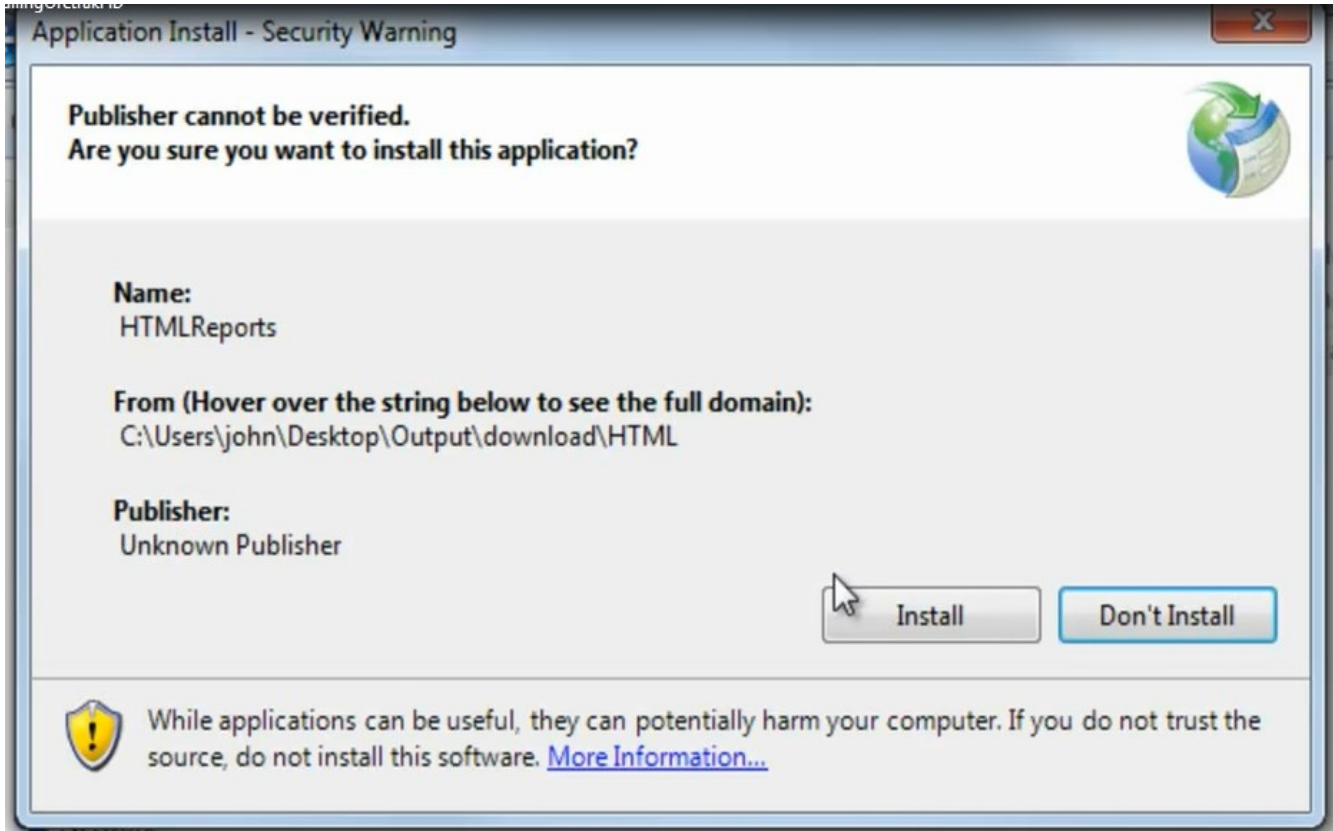 Application Install - Security Warning
Publisher cannot be verified.
Are you sure you want to install this application?
Name:
HTMLReports
From (Hover over the string below to see the full domain):
C:\Users\john\Desktop\Output\download\HTML
Publisher:
Unknown Publisher
Install
Don't Install
While applications can be useful, they can potentially harm your computer. If you do not trust the
source, do not install this software. More Information...